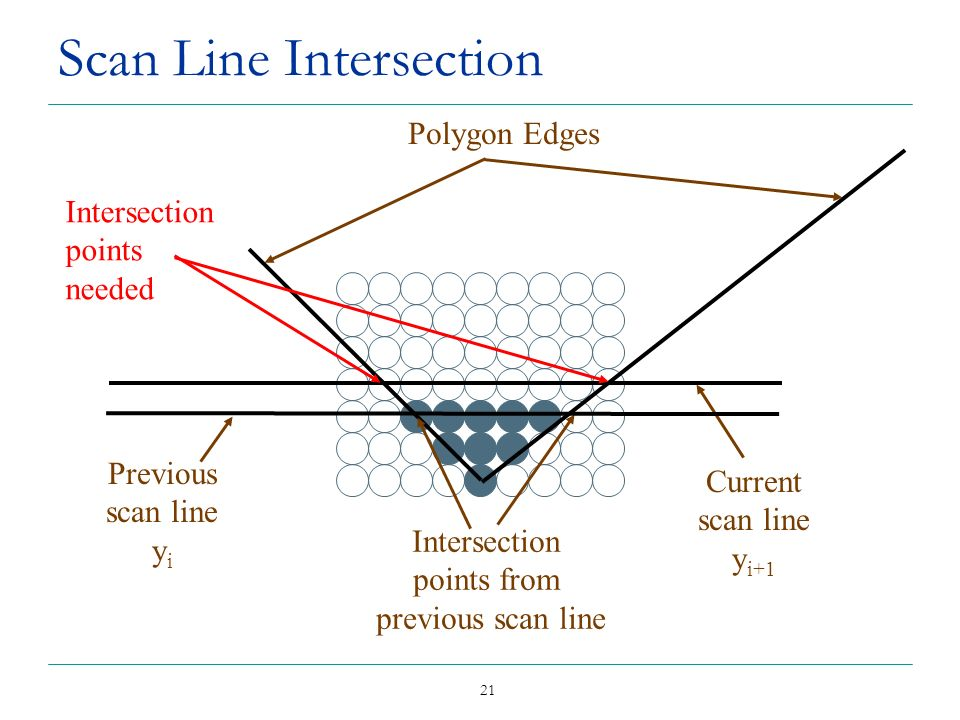 Scan Line Intersection
Polygon Edges
Intersection
points
needed
Previous
scan line
yi
Current
scan line
yi+1
Intersection
points from
previous scan line
21